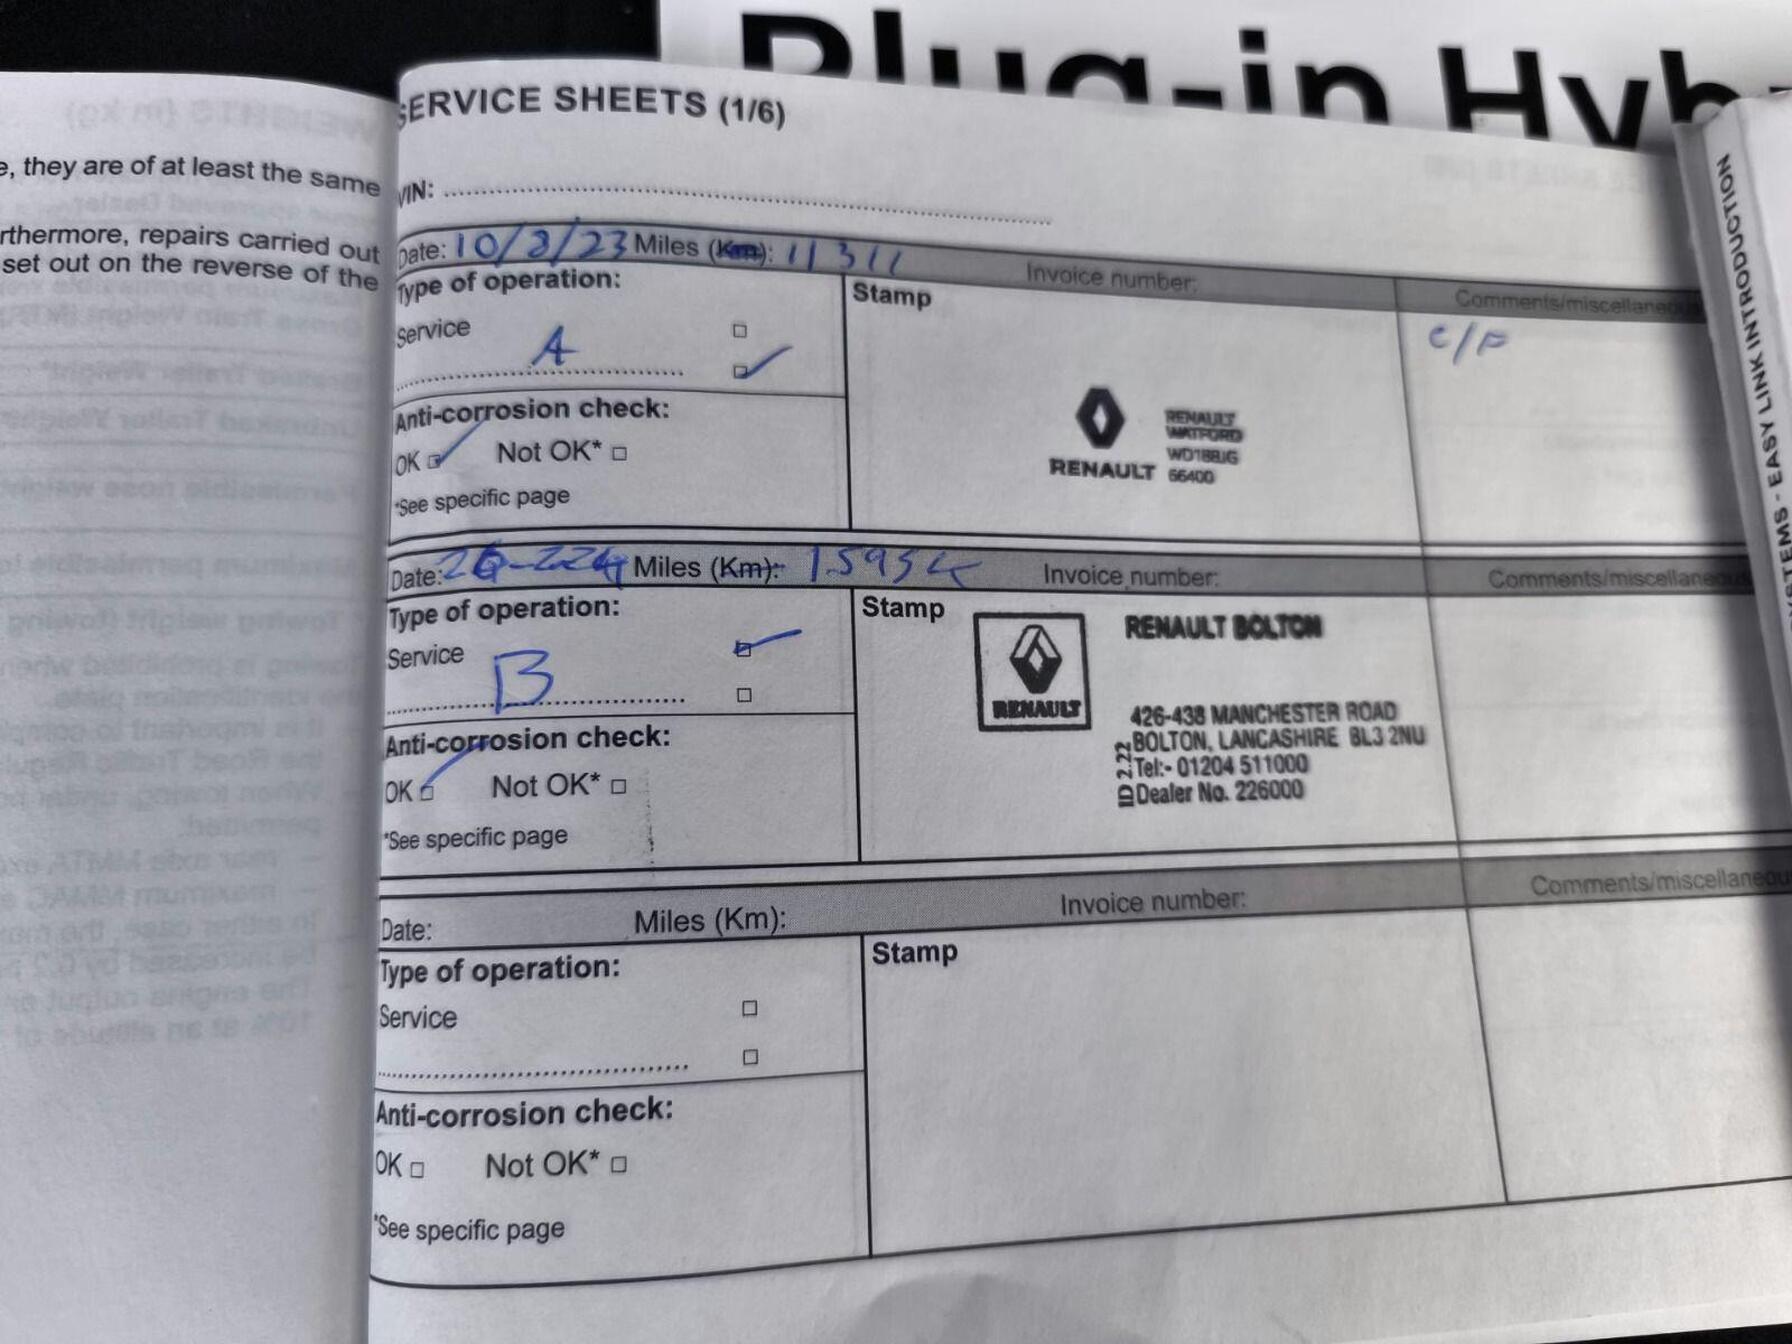 Plug-in Hyb
SERVICE SHEETS (1/6)
e, they are of at least the same
rthermore, repairs carried out
set out on the reverse of the
VIN:
Date: 10/8/23 Miles (Km): 11311 Invoice number: Comments/miscellaneous
Type of operation:
Service
A
Stamp
C/F
RENAULT
WATFORD
WD188JG
66400
RENAULT
Anti-corrosion check:
OK Not OK*
*See specific page
Date: 26-2-24 Miles (Km): 15954 Invoice number: Comments/miscellaneous
Type of operation:
Service
B
Stamp
RENAULT
RENAULT BOLTON
426-438 MANCHESTER ROAD
BOLTON, LANCASHIRE BL3 2NU
Tel:- 01204 511000
Dealer No. 226000
ID 2.22
Anti-corrosion check:
OK Not OK*
*See specific page
Date: Miles (Km): Invoice number: Comments/miscellaneous
Type of operation:
Service
Stamp
Anti-corrosion check:
OK Not OK*
*See specific page
STEMS - EASY LINK INTRODUCTION